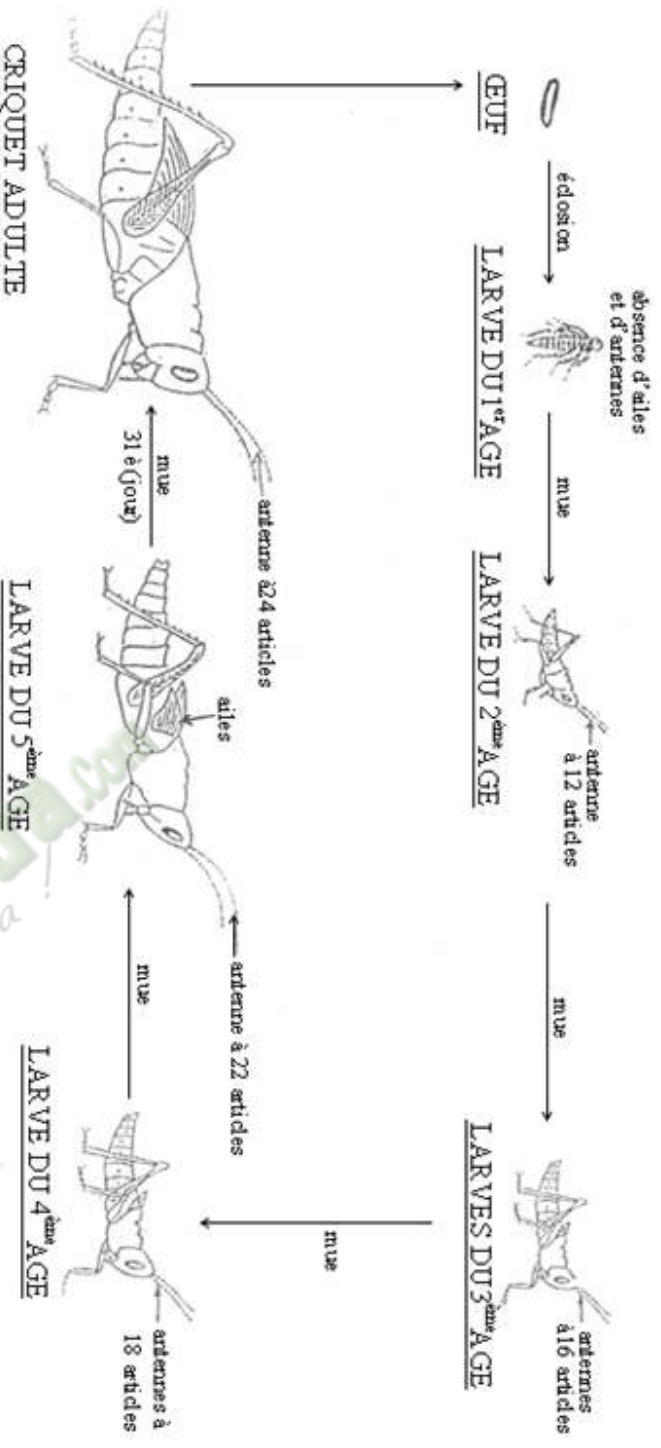 ŒUF
éclosion
absence d'ailes
et d'antennes
LARVE DU 1er AGE
mue
LARVE DU 2ème AGE
antenne
à 12 articles
mue
LARVES DU 3ème AGE
antennes
à 16 articles
mue
LARVE DU 4ème AGE
antennes à
18 articles
mue
LARVE DU 5ème AGE
ailes
antenne à 22 articles
mue
31 è (jour)
CRIQUET ADULTE
antenne à24 articles